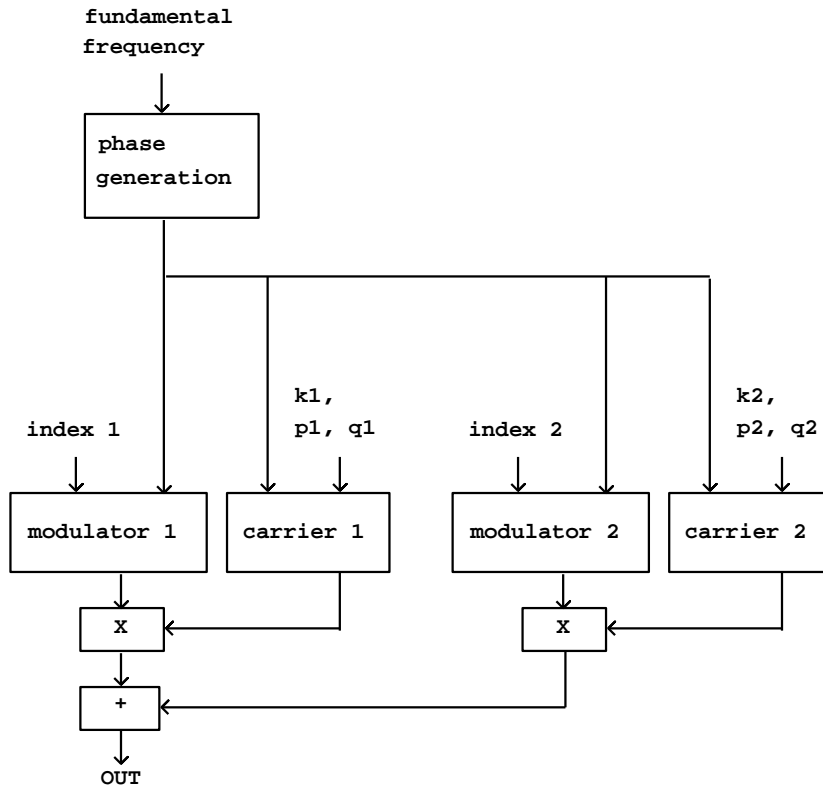 fundamental
frequency
phase
generation
k1,
p1, q1
k2,
p2, q2
index 1
index 2
modulator 1
carrier 1
modulator 2
carrier 2
X
X
+
OUT